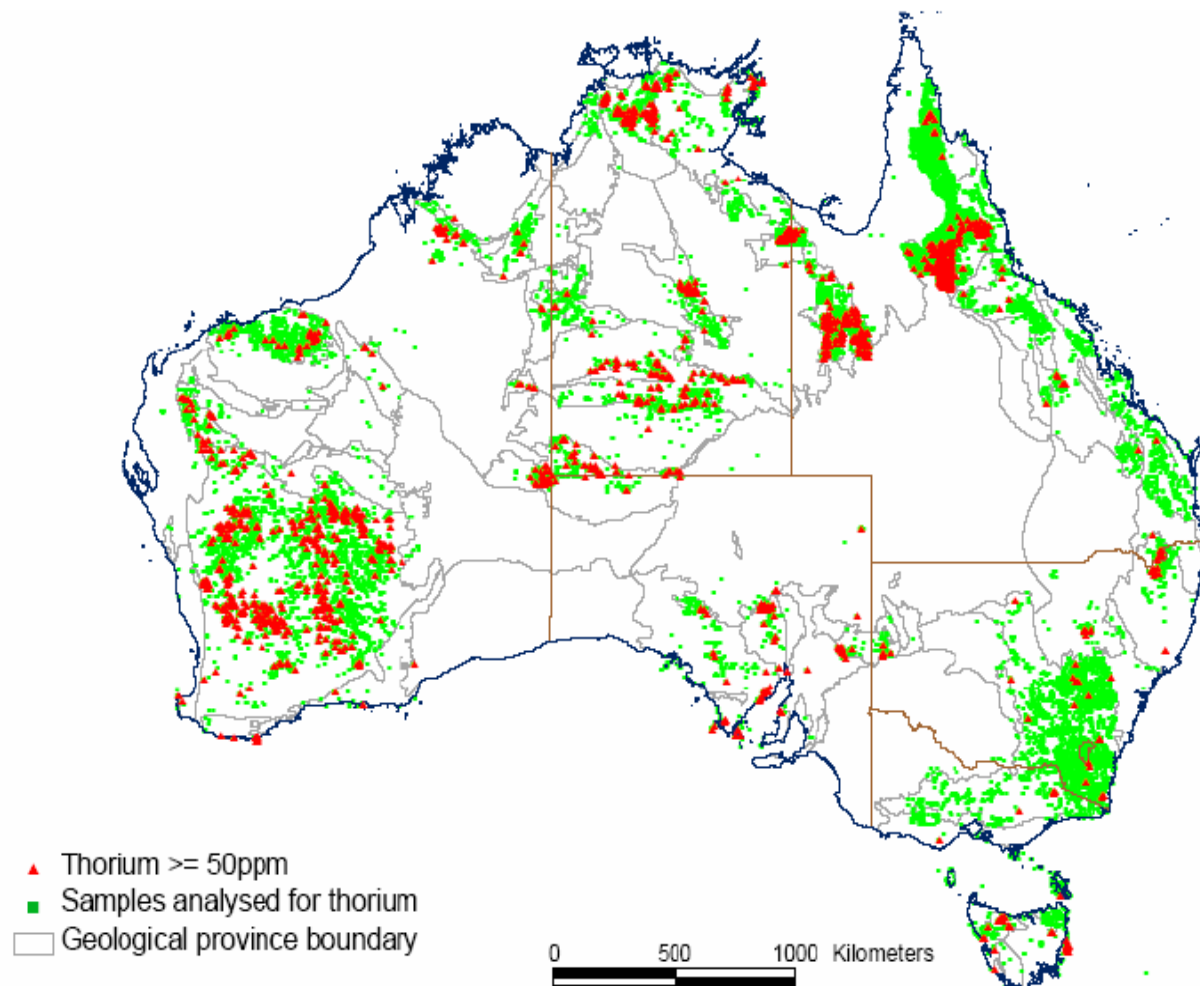 Thorium >= 50ppm
Samples analysed for thorium
Geological province boundary
0 500 1000 Kilometers